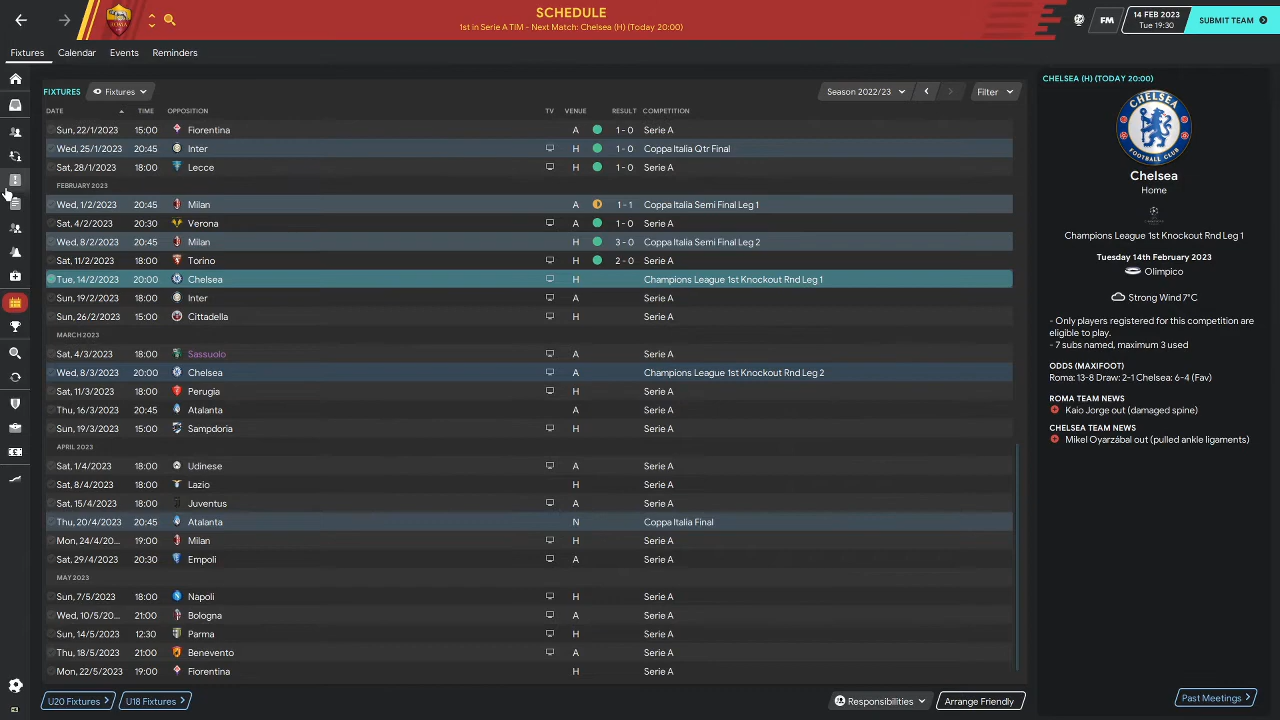 SCHEDULE
1st in Serie A TIM - Next Match: Chelsea (H) (Today 20:00)
FM
14 FEB 2023
Tue 19:30
SUBMIT TEAM
Fixtures Calendar Events Reminders
FIXTURES Fixtures Season 2022/23 Filter
DATE TIME OPPOSITION TV VENUE RESULT COMPETITION
Sun, 22/1/2023 15:00 Fiorentina A 1 - 0 Serie A
Wed, 25/1/2023 20:45 Inter H 1 - 0 Coppa Italia Qtr Final
Sat, 28/1/2023 18:00 Lecce H 1 - 0 Serie A
FEBRUARY 2023
Wed, 1/2/2023 20:45 Milan A 1 - 1 Coppa Italia Semi Final Leg 1
Sat, 4/2/2023 20:30 Verona A 1 - 0 Serie A
Wed, 8/2/2023 20:45 Milan H 3 - 0 Coppa Italia Semi Final Leg 2
Sat, 11/2/2023 18:00 Torino H 2 - 0 Serie A
Tue, 14/2/2023 20:00 Chelsea H Champions League 1st Knockout Rnd Leg 1
Sun, 19/2/2023 18:00 Inter A Serie A
Sun, 26/2/2023 15:00 Cittadella H Serie A
MARCH 2023
Sat, 4/3/2023 18:00 Sassuolo A Serie A
Wed, 8/3/2023 20:00 Chelsea A Champions League 1st Knockout Rnd Leg 2
Sat, 11/3/2023 18:00 Perugia H Serie A
Thu, 16/3/2023 20:45 Atalanta A Serie A
Sun, 19/3/2023 15:00 Sampdoria H Serie A
APRIL 2023
Sat, 1/4/2023 18:00 Udinese A Serie A
Sat, 8/4/2023 18:00 Lazio H Serie A
Sat, 15/4/2023 18:00 Juventus A Serie A
Thu, 20/4/2023 20:45 Atalanta N Coppa Italia Final
Mon, 24/4/20... 19:00 Milan H Serie A
Sat, 29/4/2023 20:30 Empoli A Serie A
MAY 2023
Sun, 7/5/2023 18:00 Napoli H Serie A
Wed, 10/5/20... 21:00 Bologna A Serie A
Sun, 14/5/2023 12:30 Parma H Serie A
Thu, 18/5/2023 21:00 Benevento A Serie A
Mon, 22/5/2023 19:00 Fiorentina H Serie A
U20 Fixtures U18 Fixtures Responsibilities Arrange Friendly
CHELSEA (H) (TODAY 20:00)
CHELSEA
FOOTBALL CLUB
Chelsea
Home
Champions League 1st Knockout Rnd Leg 1
Tuesday 14th February 2023
Olimpico
Strong Wind 7°C
- Only players registered for this competition are
eligible to play.
- 7 subs named, maximum 3 used
ODDS (MAXIFOOT)
Roma: 13-8 Draw: 2-1 Chelsea: 6-4 (Fav)
ROMA TEAM NEWS
Kaio Jorge out (damaged spine)
CHELSEA TEAM NEWS
Mikel Oyarzábal out (pulled ankle ligaments)
Past Meetings